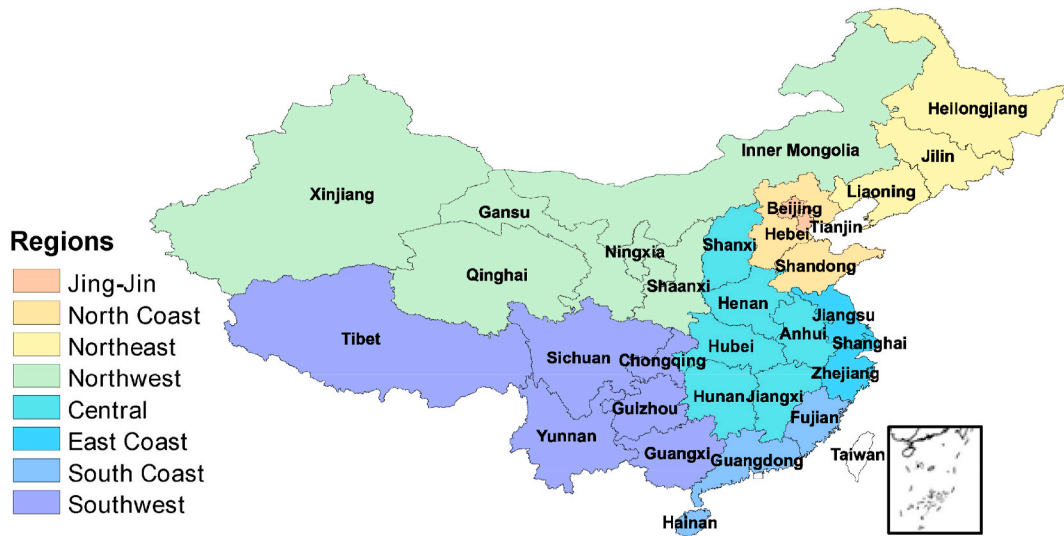 Heilongjiang
Jilin
Inner Mongolia
Liaoning
Xinjiang
Gansu
Beijing
Tianjin
Hebei
Ningxia
Shanxi
Shandong
Qinghai
Shaanxi
Henan
Jiangsu
Tibet
Anhui
Shanghai
Hubei
Sichuan
Chongqing
Zhejiang
Hunan
Jiangxi
Guizhou
Fujian
Yunnan
Guangxi
Guangdong
Taiwan
Hainan
Regions
Jing-Jin
North Coast
Northeast
Northwest
Central
East Coast
South Coast
Southwest